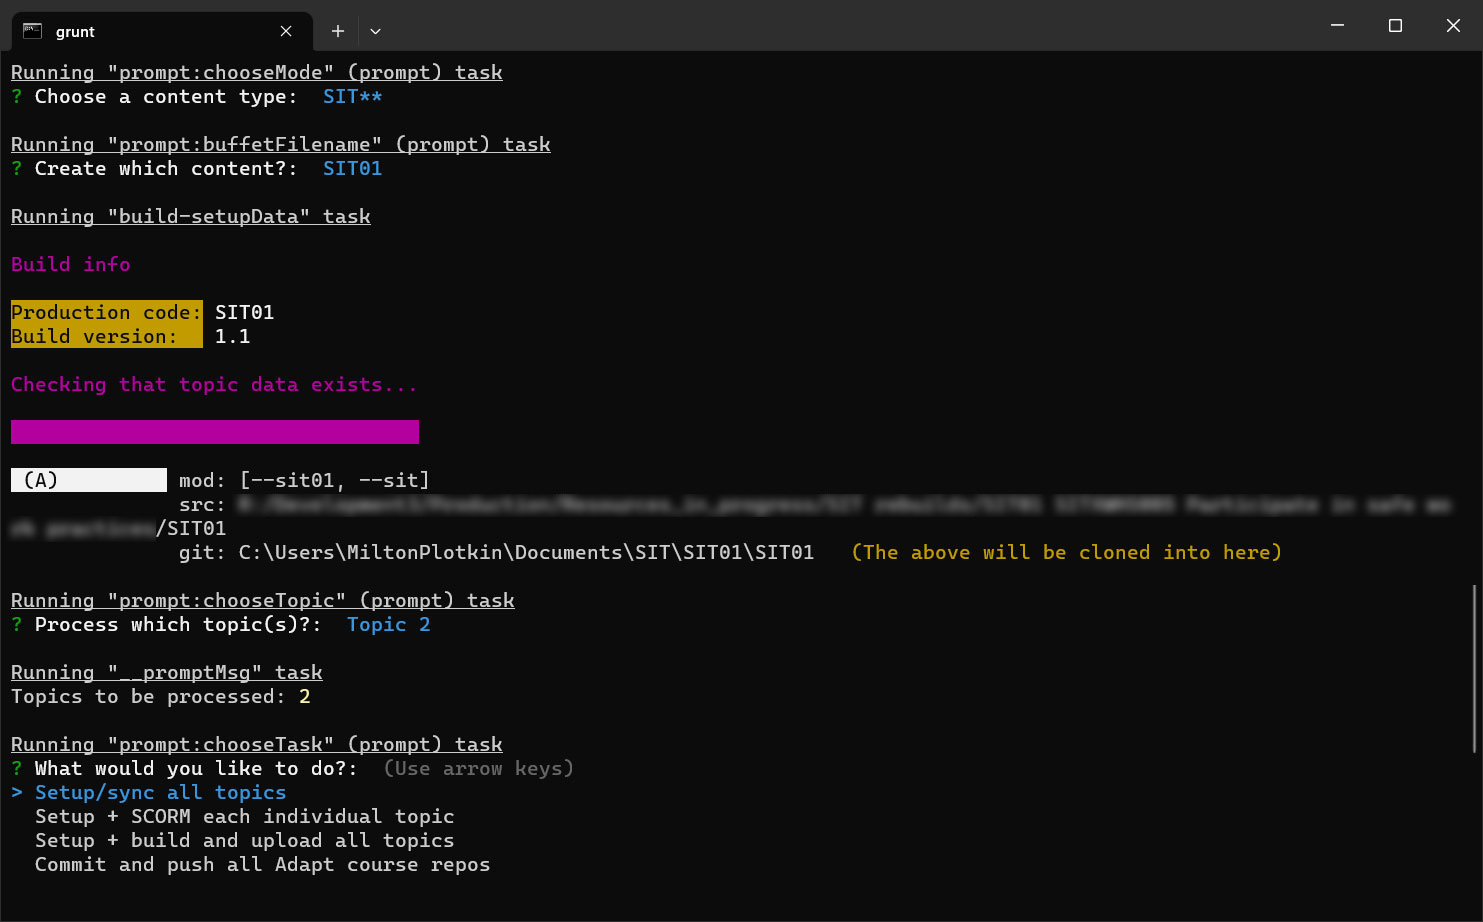 grunt
Running "prompt:chooseMode" (prompt) task
? Choose a content type:  SIT**
Running "prompt:buffetFilename" (prompt) task
? Create which content?:  SIT01
Running "build-setupData" task
Build info
Production code: SIT01
Build version:   1.1
Checking that topic data exists...
(A)          mod: [--sit01, --sit]
src:
/SIT01
git: C:\Users\MiltonPlotkin\Documents\SIT\SIT01\SIT01   (The above will be cloned into here)
Running "prompt:chooseTopic" (prompt) task
? Process which topic(s)?:  Topic 2
Running "__promptMsg" task
Topics to be processed: 2
Running "prompt:chooseTask" (prompt) task
? What would you like to do?:  (Use arrow keys)
> Setup/sync all topics
Setup + SCORM each individual topic
Setup + build and upload all topics
Commit and push all Adapt course repos